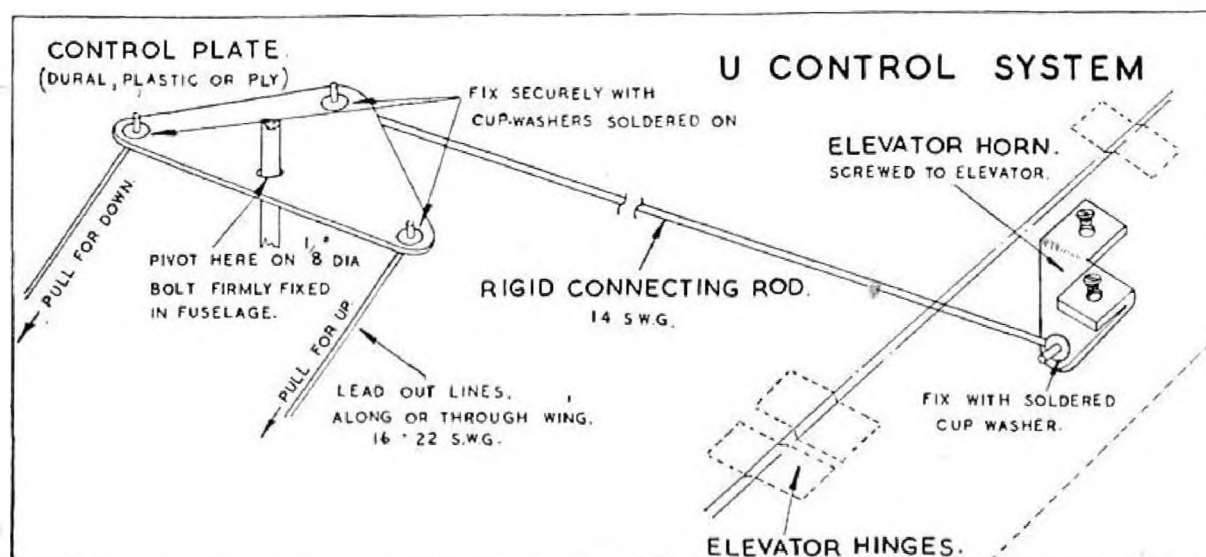 CONTROL PLATE.
(DURAL, PLASTIC OR PLY)
U CONTROL SYSTEM
FIX SECURELY WITH
CUP-WASHERS SOLDERED ON
ELEVATOR HORN.
SCREWED TO ELEVATOR.
PULL FOR DOWN.
PIVOT HERE ON 1/8" DIA
BOLT FIRMLY FIXED
IN FUSELAGE.
RIGID CONNECTING ROD.
14 S.W.G.
PULL FOR UP.
LEAD OUT LINES,
ALONG OR THROUGH WING.
16 - 22 S.W.G.
FIX WITH SOLDERED
CUP WASHER.
ELEVATOR HINGES.